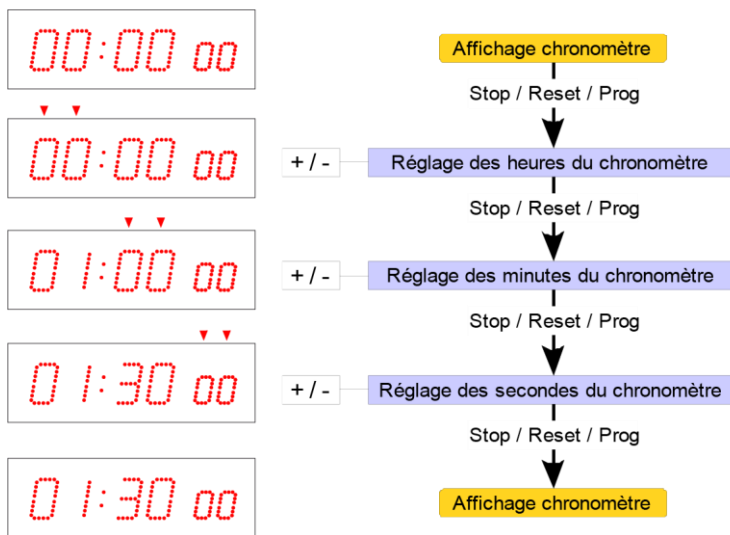 00:00 00
Affichage chronomètre
Stop / Reset / Prog
00:00 00
+ / -
Réglage des heures du chronomètre
Stop / Reset / Prog
01:00 00
+ / -
Réglage des minutes du chronomètre
Stop / Reset / Prog
01:30 00
+ / -
Réglage des secondes du chronomètre
Stop / Reset / Prog
01:30 00
Affichage chronomètre